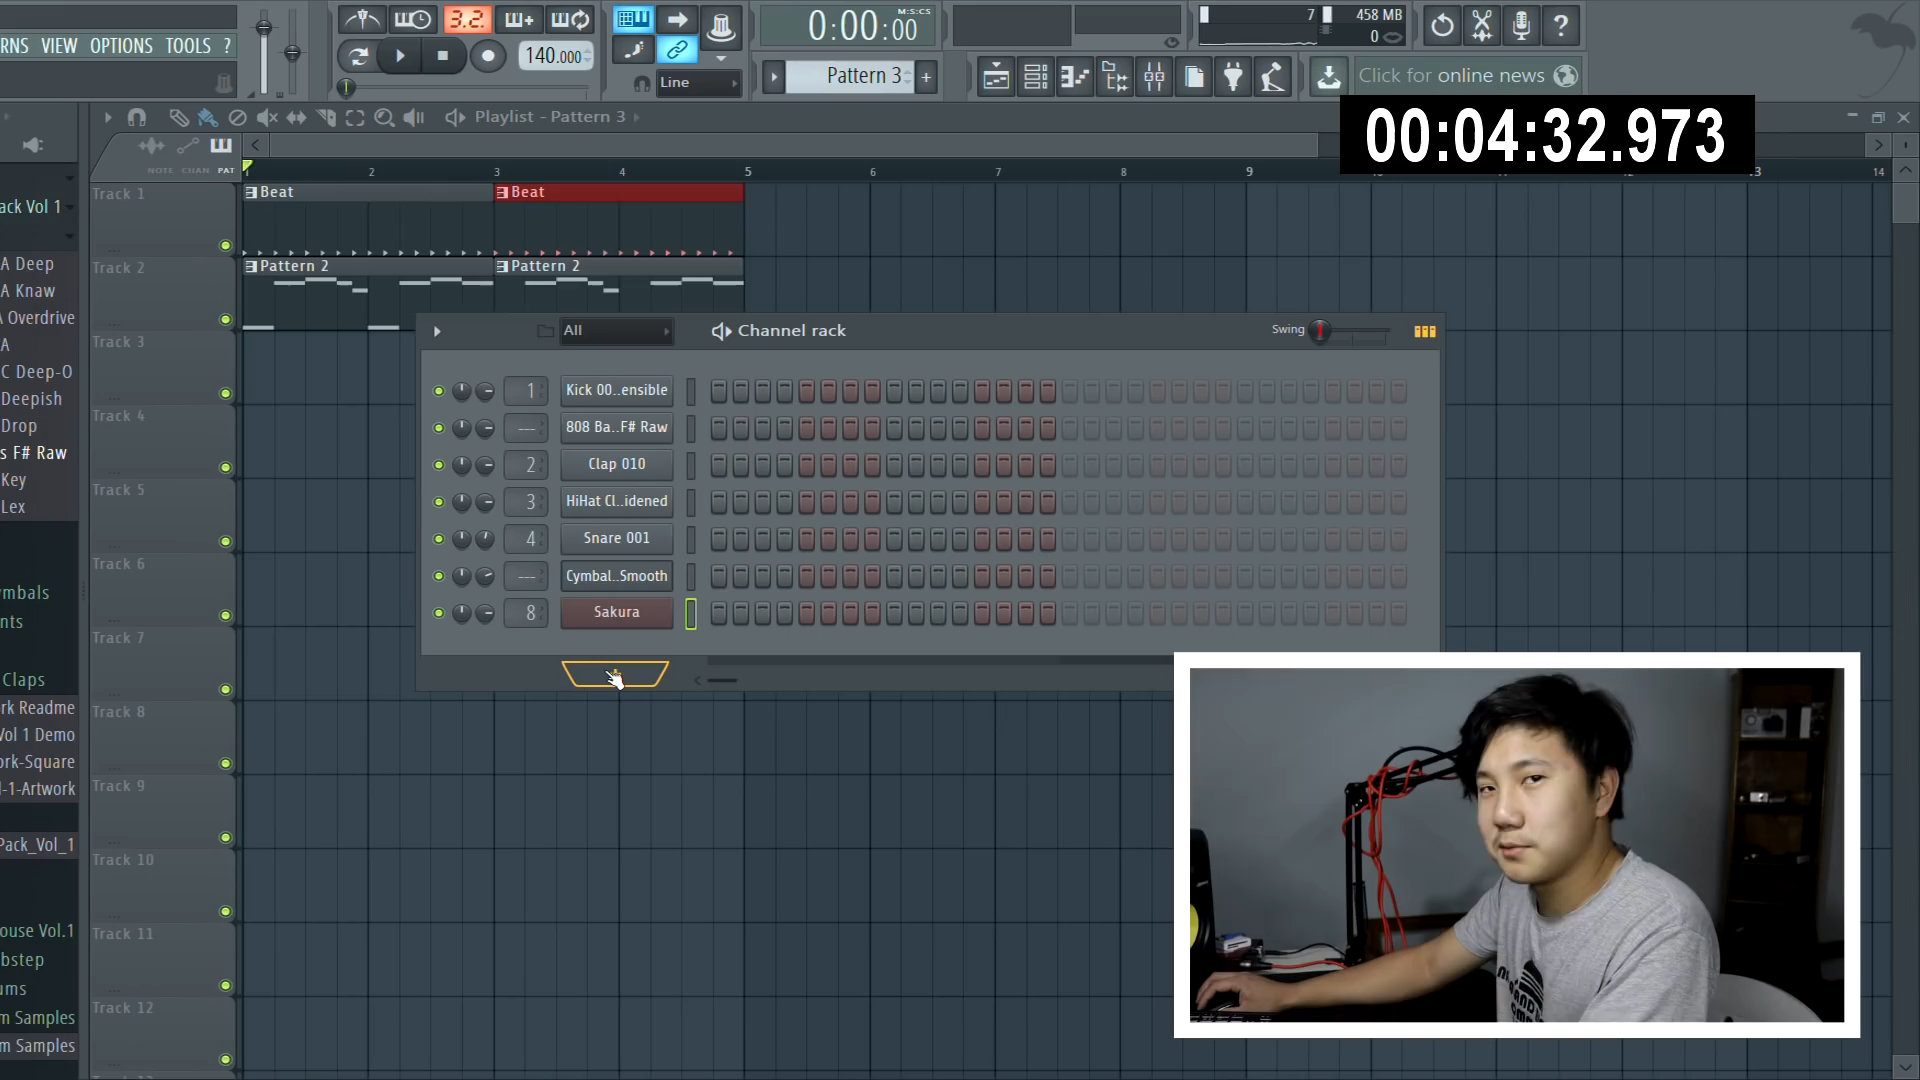 RNS VIEW OPTIONS TOOLS ?
3.2.
140.000
Line
0:00:00
M:S:CS
Pattern 3
+
7
458 MB
0
?
Click for online news
00:04:32.973
Playlist - Pattern 3
NOTE CHAN PAT
2 3 4 5 6 7 8 9 13 14
Track 1
Beat
Beat
Track 2
Pattern 2
Pattern 2
Track 3
Track 4
Track 5
Track 6
Track 7
Track 8
Track 9
Track 10
Track 11
Track 12
ack Vol 1
A Deep
A Knaw
A Overdrive
A
C Deep-O
Deepish
Drop
s F# Raw
Key
Lex
ymbals
nts
Claps
rk Readme
Vol 1 Demo
ork-Square
l-1-Artwork
Pack_Vol_1
ouse Vol.1
bstep
ums
m Samples
m Samples
All
Channel rack
Swing
1 Kick 00..ensible
--- 808 Ba..F# Raw
2 Clap 010
3 HiHat Cl..idened
4 Snare 001
--- Cymbal..Smooth
8 Sakura